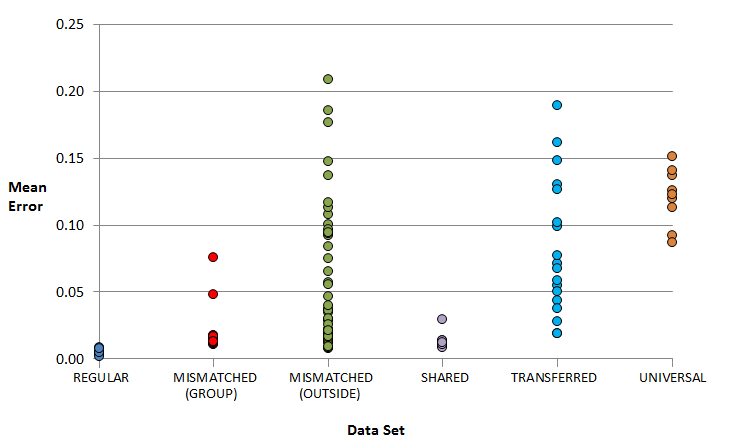 0.25
0.20
0.15
Mean
Error
0.10
0.05
0.00
REGULAR
MISMATCHED
(GROUP)
MISMATCHED
(OUTSIDE)
SHARED
TRANSFERRED
UNIVERSAL
Data Set